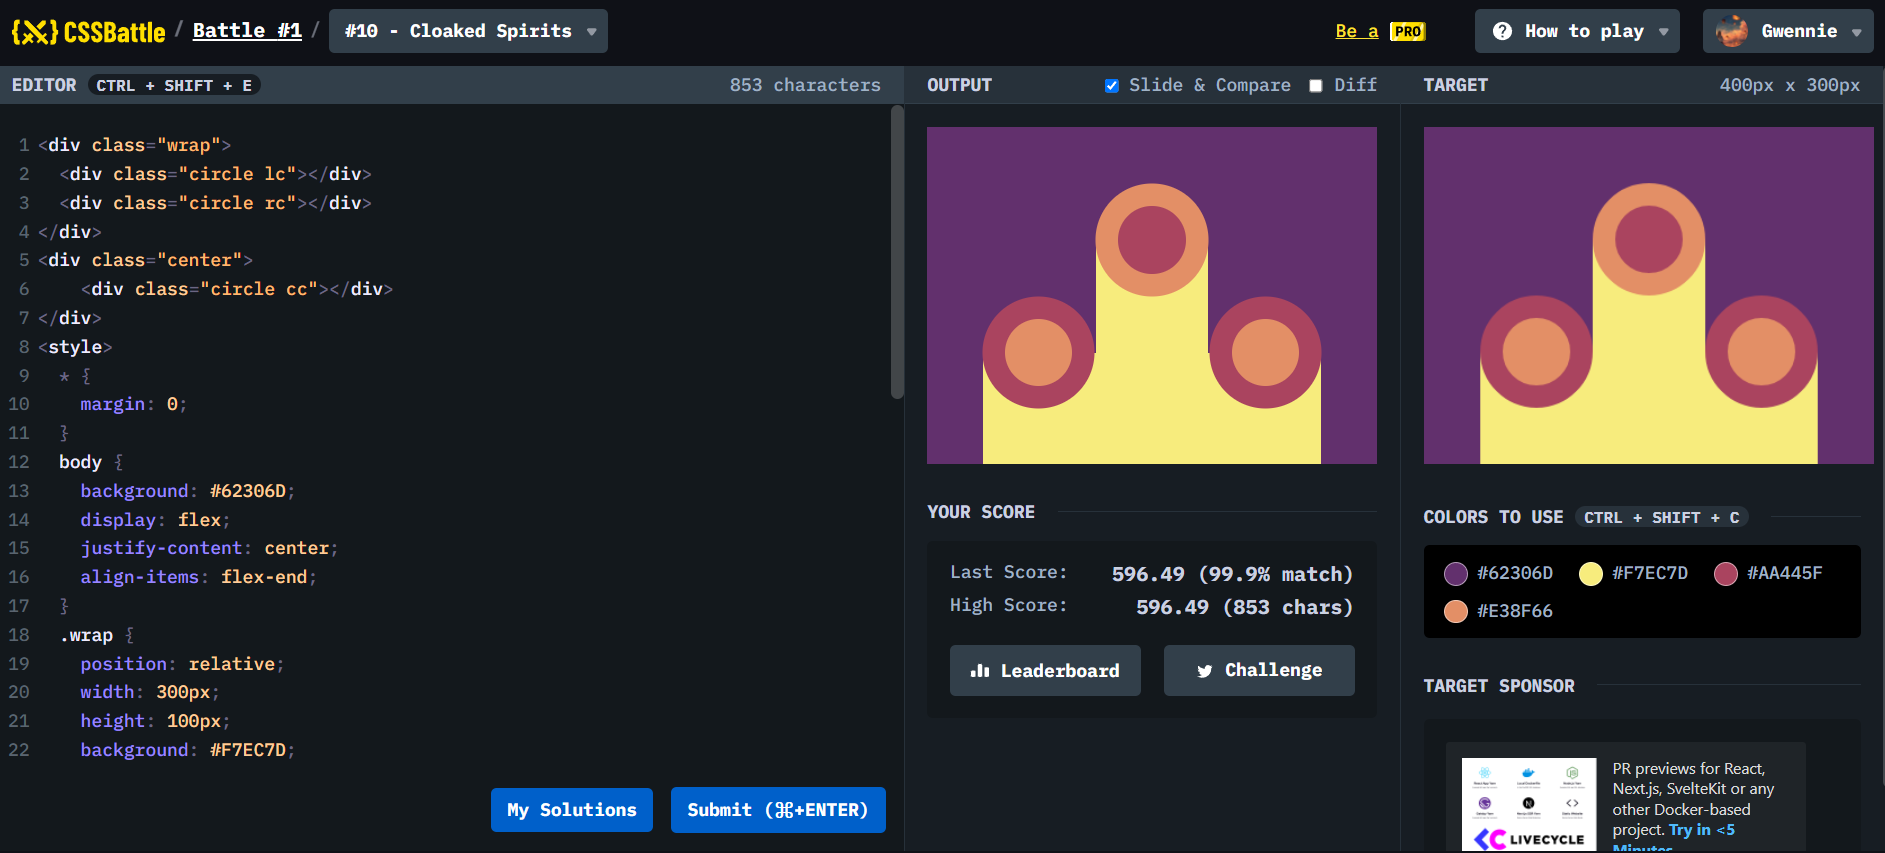 {X} CSSBattle / Battle #1 / #10 - Cloaked Spirits
Be a PRO
How to play
Gwennie
EDITOR CTRL + SHIFT + E 853 characters
1 <div class="wrap">
2 <div class="circle lc"></div>
3 <div class="circle rc"></div>
4 </div>
5 <div class="center">
6 <div class="circle cc"></div>
7 </div>
8 <style>
9 * {
10 margin: 0;
11 }
12 body {
13 background: #62306D;
14 display: flex;
15 justify-content: center;
16 align-items: flex-end;
17 }
18 .wrap {
19 position: relative;
20 width: 300px;
21 height: 100px;
22 background: #F7EC7D;
My Solutions
Submit (⌘+ENTER)
OUTPUT Slide & Compare Diff
YOUR SCORE
Last Score: 596.49 (99.9% match)
High Score: 596.49 (853 chars)
Leaderboard
Challenge
TARGET 400px x 300px
COLORS TO USE CTRL + SHIFT + C
#62306D #F7EC7D #AA445F
#E38F66
TARGET SPONSOR
LIVECYCLE
PR previews for React,
Next.js, SvelteKit or any
other Docker-based
project. Try in <5
Minutes